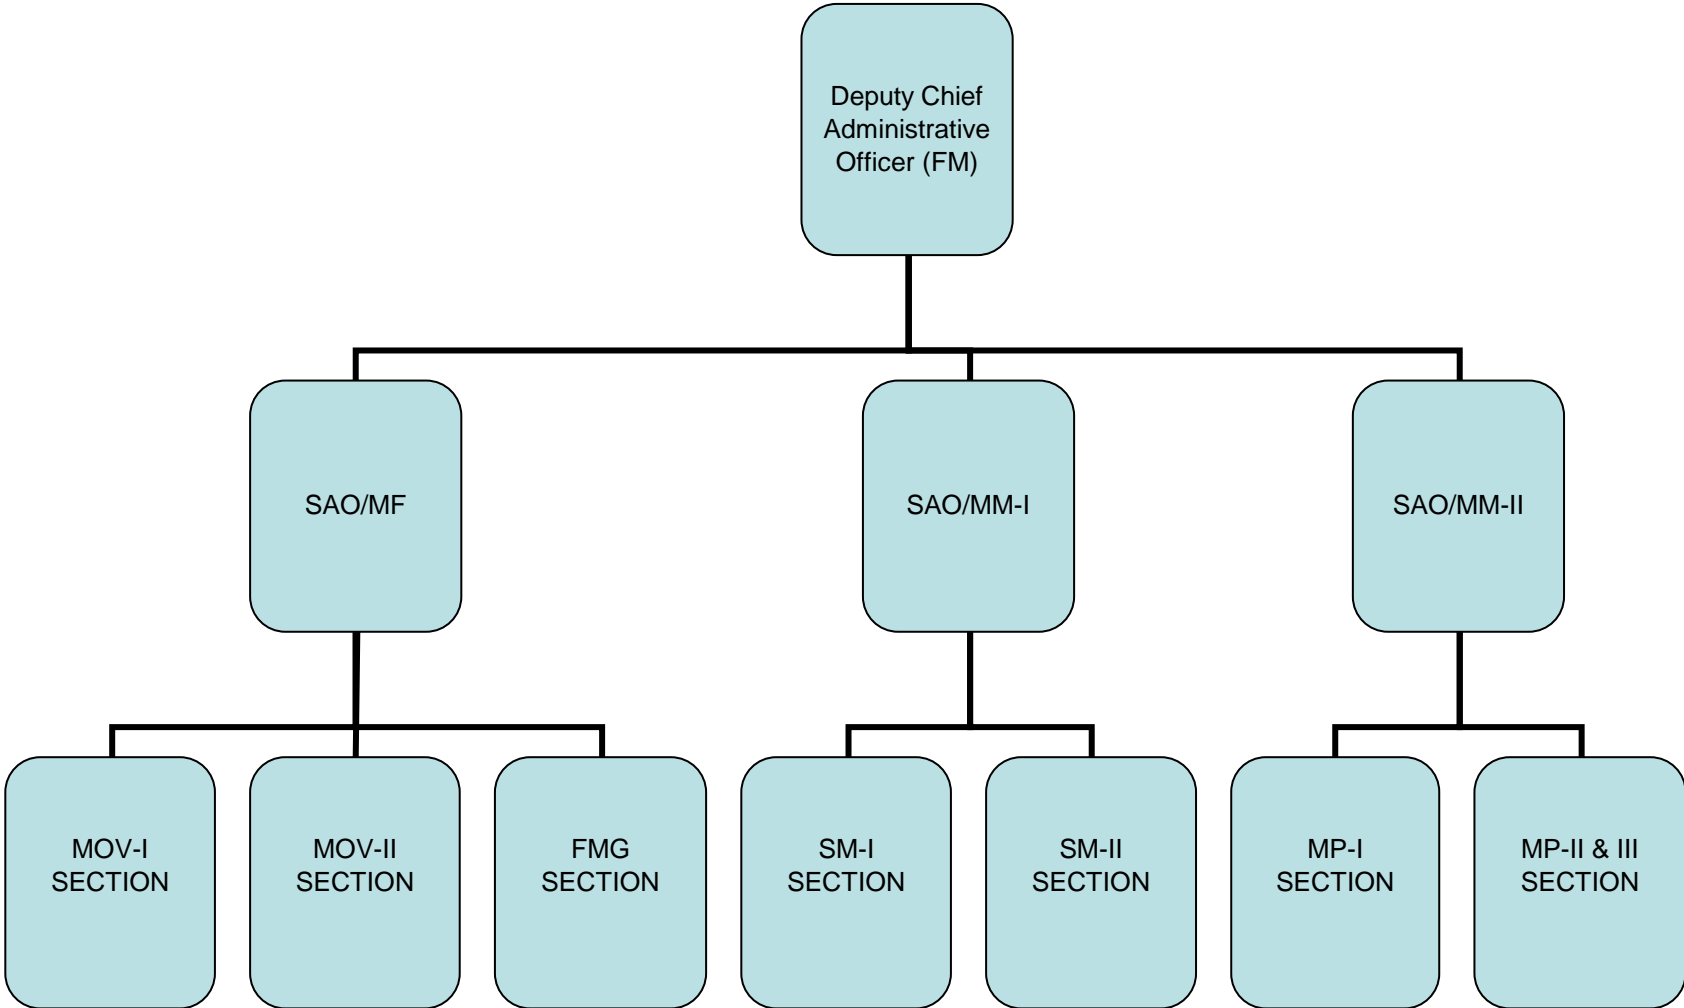 Deputy Chief
Administrative
Officer (FM)
SAO/MF
SAO/MM-I
SAO/MM-II
MOV-I
SECTION
MOV-II
SECTION
FMG
SECTION
SM-I
SECTION
SM-II
SECTION
MP-I
SECTION
MP-II & III
SECTION